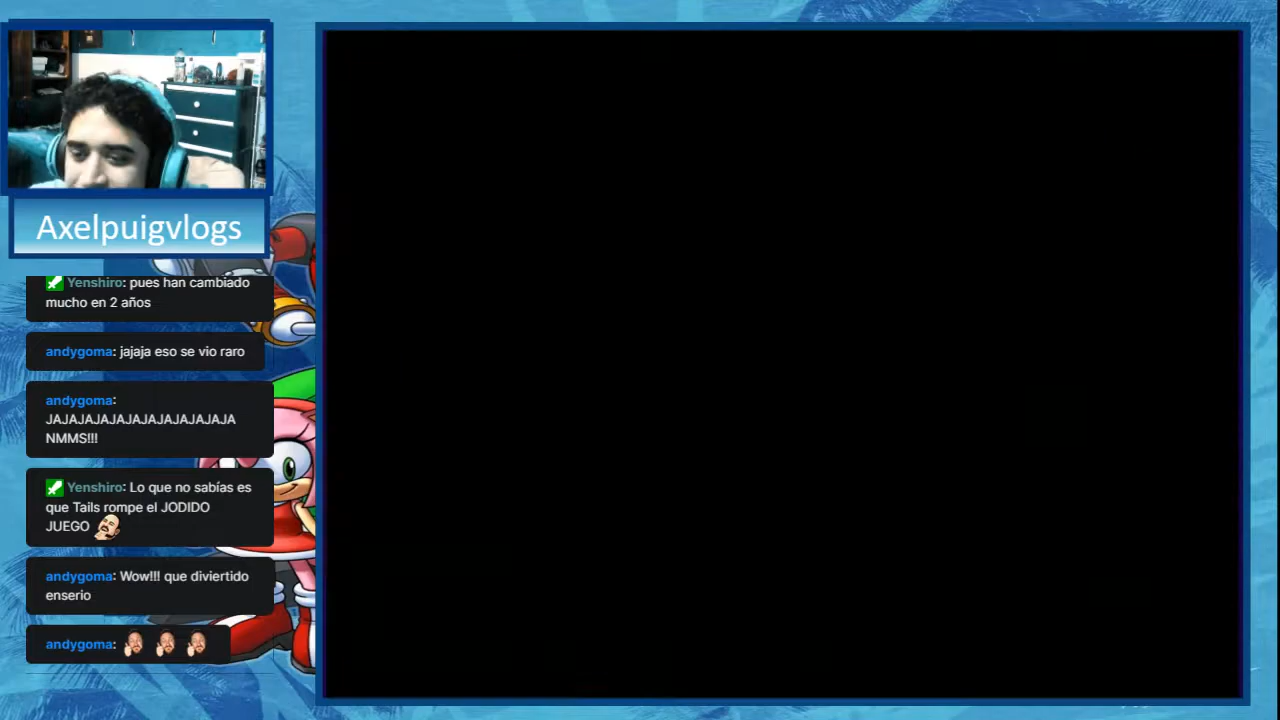 Axelpuigvlogs
Yenshiro: pues han cambiado
mucho en 2 años
andygoma: jajaja eso se vio raro
andygoma:
JAJAJAJAJAJAJAJAJAJAJA
NMMS!!!
Yenshiro: Lo que no sabías es
que Tails rompe el JODIDO
JUEGO
andygoma: Wow!!! que diviertido
enserio
andygoma: